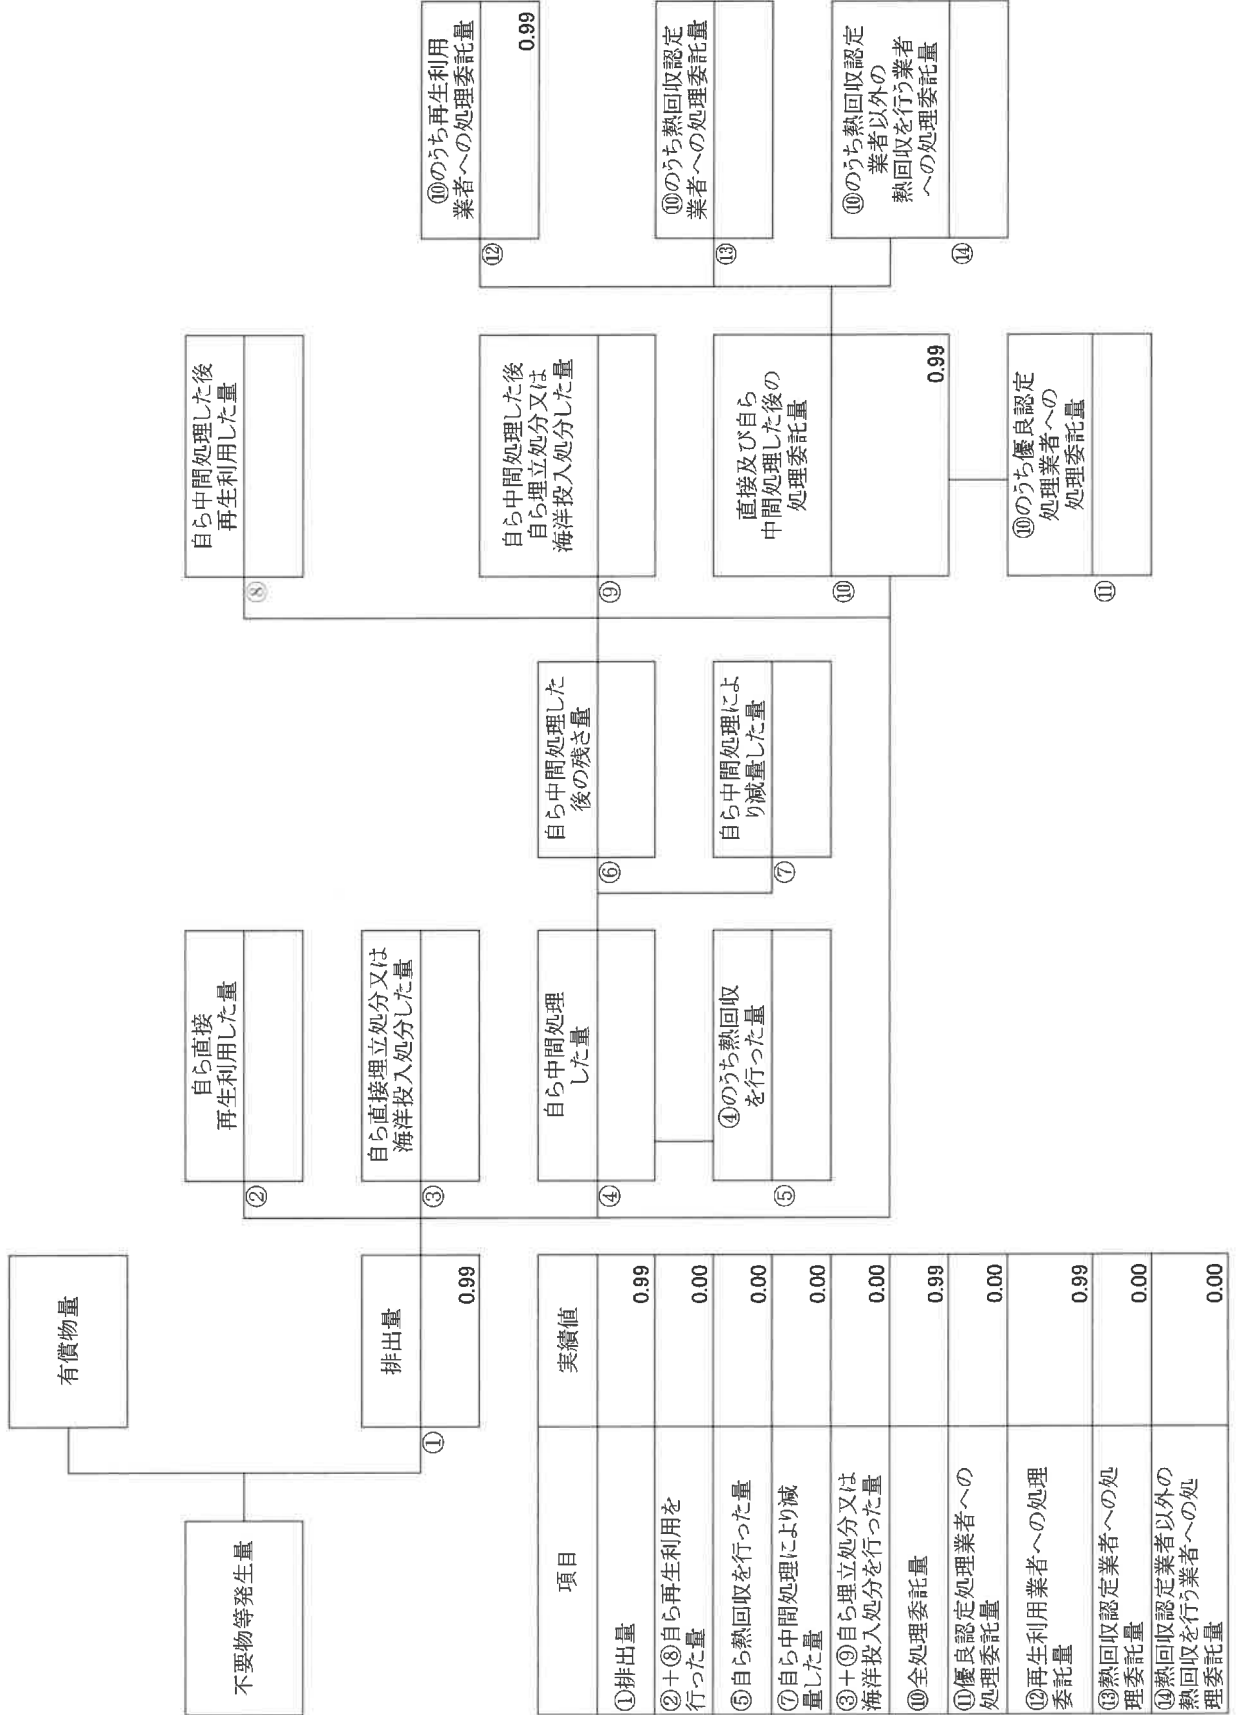 不要物等発生量
有償物量
排出量
①
0.99
自ら直接
再生利用した量
②
自ら直接埋立処分又は
海洋投入処分した量
③
自ら中間処理
した量
④
④のうち熱回収
を行った量
⑤
自ら中間処理した
後の残さ量
⑥
自ら中間処理によ
り減量した量
⑦
自ら中間処理した後
再生利用した量
⑧
自ら中間処理した後
自ら埋立処分又は
海洋投入処分した量
⑨
直接及び自ら
中間処理した後の
処理委託量
⑩
0.99
⑩のうち優良認定
処理業者への
処理委託量
⑪
⑩のうち再生利用
業者への処理委託量
⑫
0.99
⑩のうち熱回収認定
業者への処理委託量
⑬
⑩のうち熱回収認定
業者以外の
熱回収を行う業者
への処理委託量
⑭
項目
実績値
①排出量
0.99
②＋⑧自ら再生利用を
行った量
0.00
⑤自ら熱回収を行った量
0.00
⑦自ら中間処理により減
量した量
0.00
③＋⑨自ら埋立処分又は
海洋投入処分を行った量
0.00
⑩全処理委託量
0.99
⑪優良認定処理業者への
処理委託量
0.00
⑫再生利用業者への処理
委託量
0.99
⑬熱回収認定業者への処
理委託量
0.00
⑭熱回収認定業者以外の
熱回収を行う業者への処
理委託量
0.00